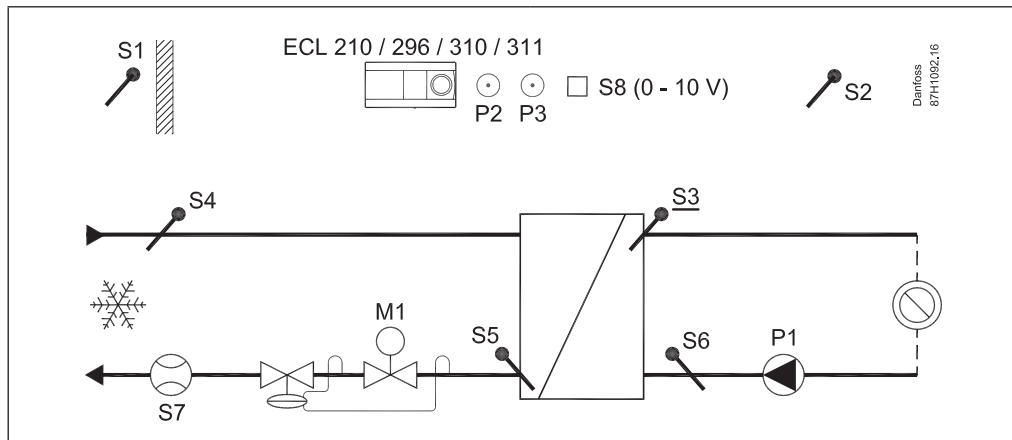 S1
ECL 210 / 296 / 310 / 311
P2
P3
S8 (0 - 10 V)
S2
Danfoss
87H1092.16
S4
S3
M1
S5
S6
P1
S7